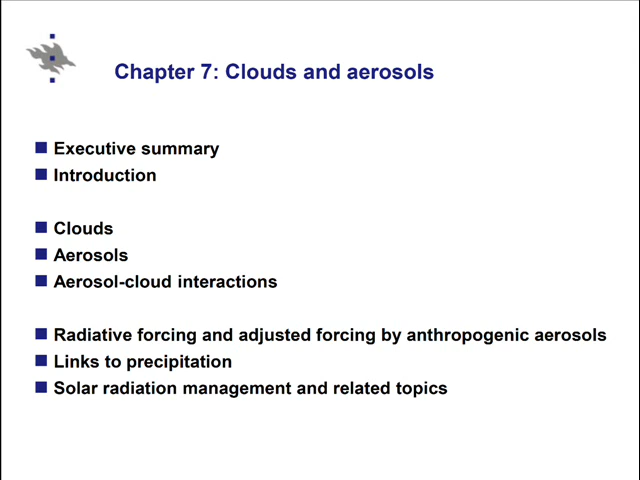 Chapter 7: Clouds and aerosols
Executive summary
Introduction
Clouds
Aerosols
Aerosol-cloud interactions
Radiative forcing and adjusted forcing by anthropogenic aerosols
Links to precipitation
Solar radiation management and related topics